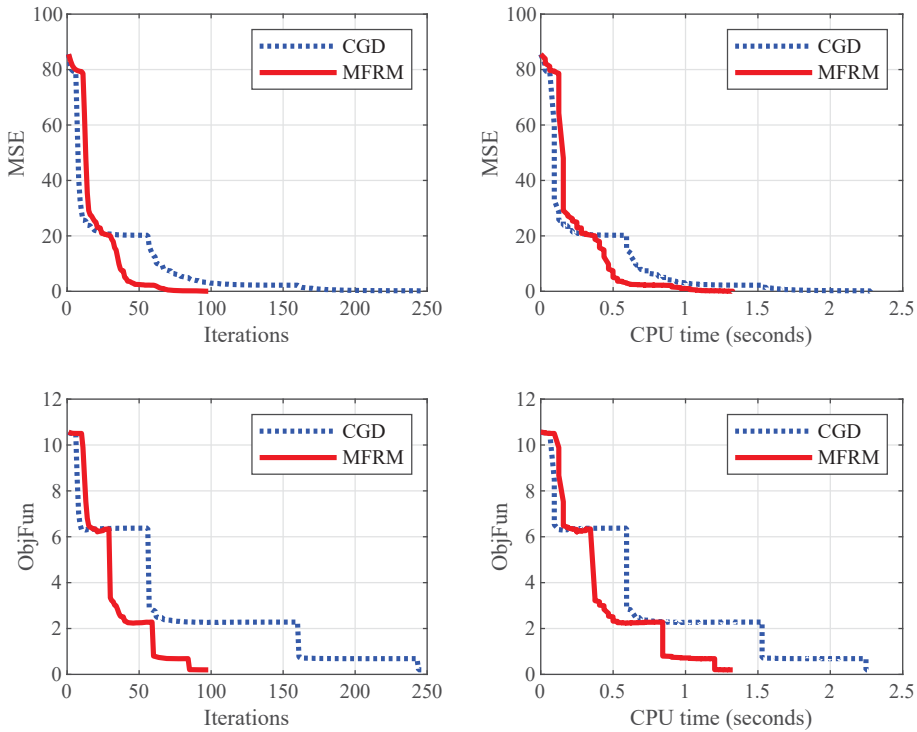 100
80
60
40
20
0
MSE
0 50 100 150 200 250
Iterations
CGD
MFRM
100
80
60
40
20
0
MSE
0 0.5 1 1.5 2 2.5
CPU time (seconds)
CGD
MFRM
12
10
8
6
4
2
0
ObjFun
0 50 100 150 200 250
Iterations
CGD
MFRM
12
10
8
6
4
2
0
ObjFun
0 0.5 1 1.5 2 2.5
CPU time (seconds)
CGD
MFRM